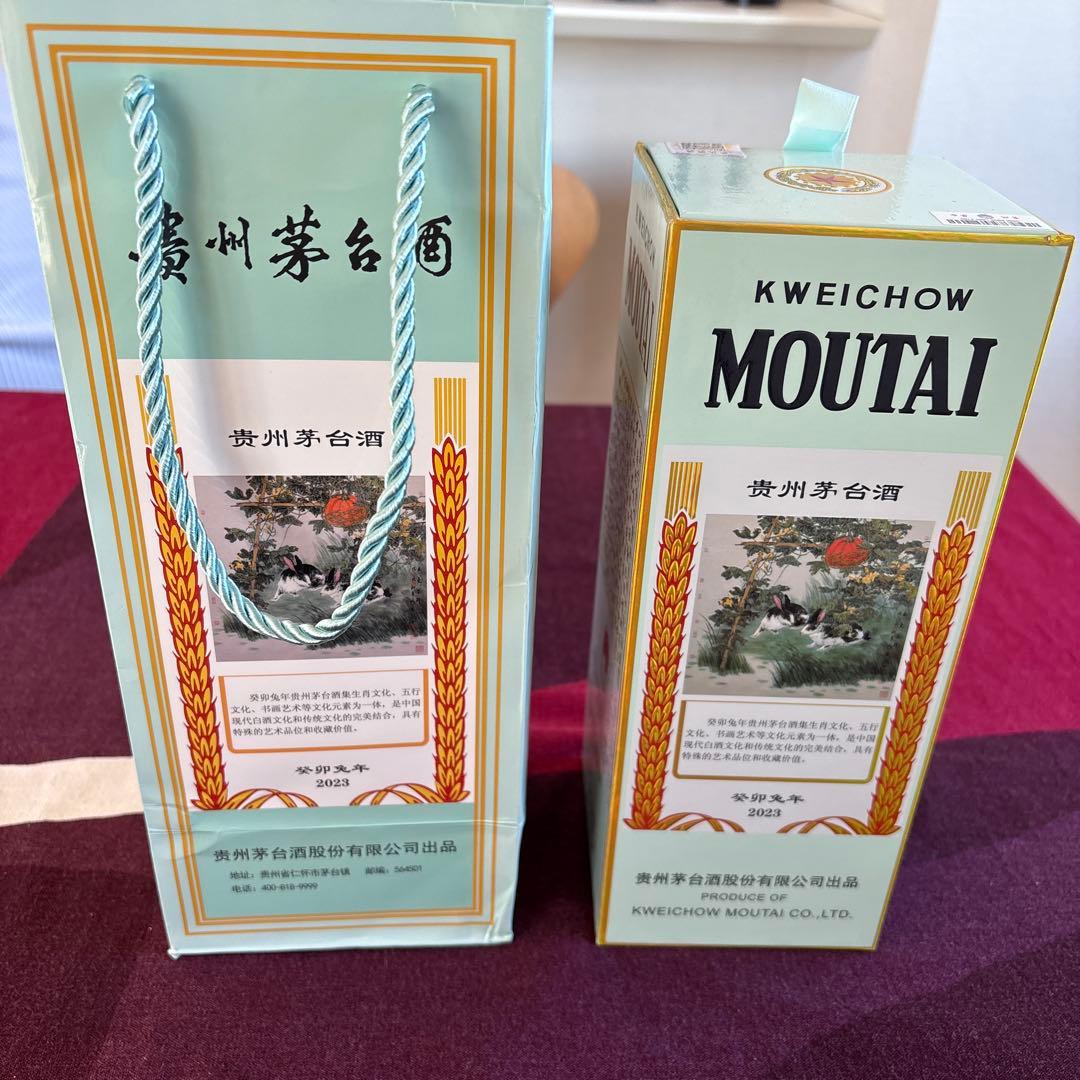 贵州茅台酒
贵州茅台酒
癸卯兔年贵州茅台酒集生肖文化、五行
文化、书画艺术等文化元素为一体，是中国
现代白酒文化和传统文化的完美结合，具有
特殊的艺术品位和收藏价值。
癸卯兔年
2023
贵州茅台酒股份有限公司出品
地址：贵州省仁怀市茅台镇 邮编：564501
电话：400-818-9999
KWEICHOW
MOUTAI
KWEICHOW
MOUTAI
贵州茅台酒
癸卯兔年贵州茅台酒集生肖文化、五行
文化、书画艺术等文化元素为一体，是中国
现代白酒文化和传统文化的完美结合，具有
特殊的艺术品位和收藏价值。
癸卯兔年
2023
贵州茅台酒股份有限公司出品
PRODUCE OF
KWEICHOW MOUTAI CO.,LTD.